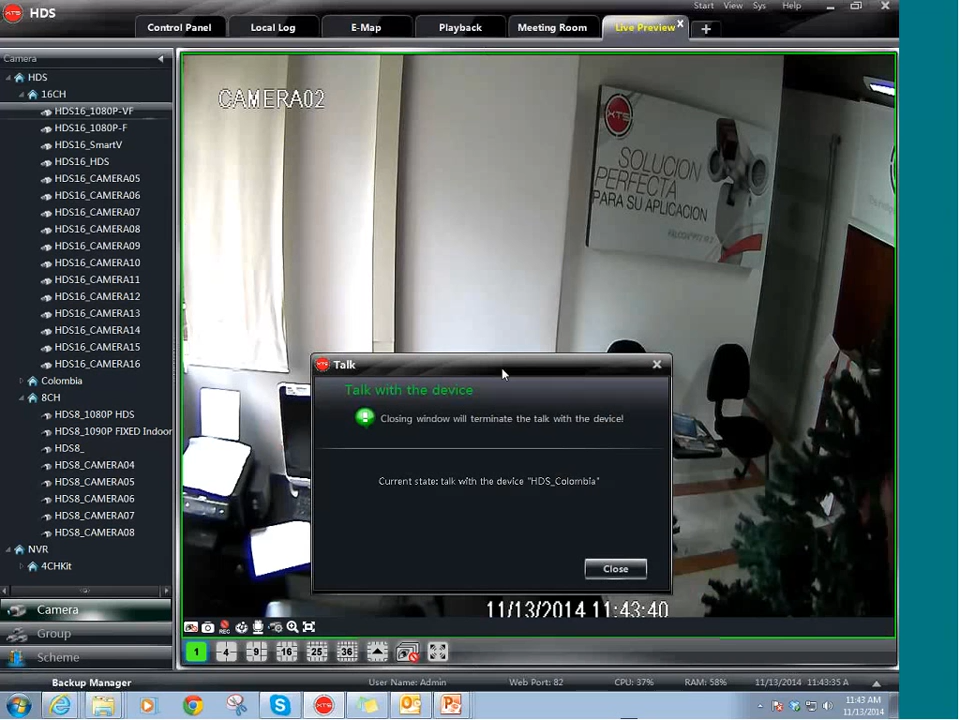 XTS HDS
Start View Sys Help
Control Panel Local Log E-Map Playback Meeting Room Live Preview
Camera
HDS
16CH
HDS16_1080P-VF
HDS16_1080P-F
HDS16_SmartV
HDS16_HDS
HDS16_CAMERA05
HDS16_CAMERA06
HDS16_CAMERA07
HDS16_CAMERA08
HDS16_CAMERA09
HDS16_CAMERA10
HDS16_CAMERA11
HDS16_CAMERA12
HDS16_CAMERA13
HDS16_CAMERA14
HDS16_CAMERA15
HDS16_CAMERA16
Colombia
8CH
HDS8_1080P HDS
HDS8_1090P FIXED Indoor
HDS8_
HDS8_CAMERA04
HDS8_CAMERA05
HDS8_CAMERA06
HDS8_CAMERA07
HDS8_CAMERA08
NVR
4CHKit
Camera
Group
Scheme
CAMERA02
XTS
SOLUCION
PERFECTA
PARA SU APLICACION
Talk
Talk with the device
Closing window will terminate the talk with the device!
Current state: talk with the device "HDS_Colombia"
Close
11/13/2014 11:43:40
REC
1 4 9 16 25 36
Backup Manager User Name: Admin Web Port: 82 CPU: 37% RAM: 58% 11/13/2014 11:43:35 A
11:43 AM
11/13/2014